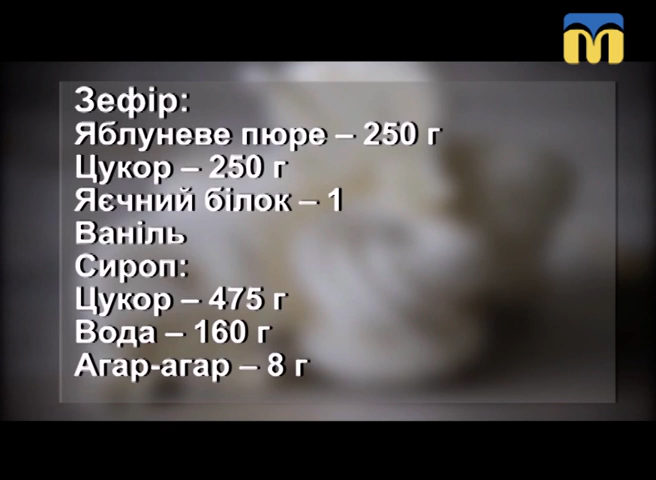 Зефір:
Яблуневе пюре – 250 г
Цукор – 250 г
Яєчний білок – 1
Ваніль
Сироп:
Цукор – 475 г
Вода – 160 г
Агар-агар – 8 г